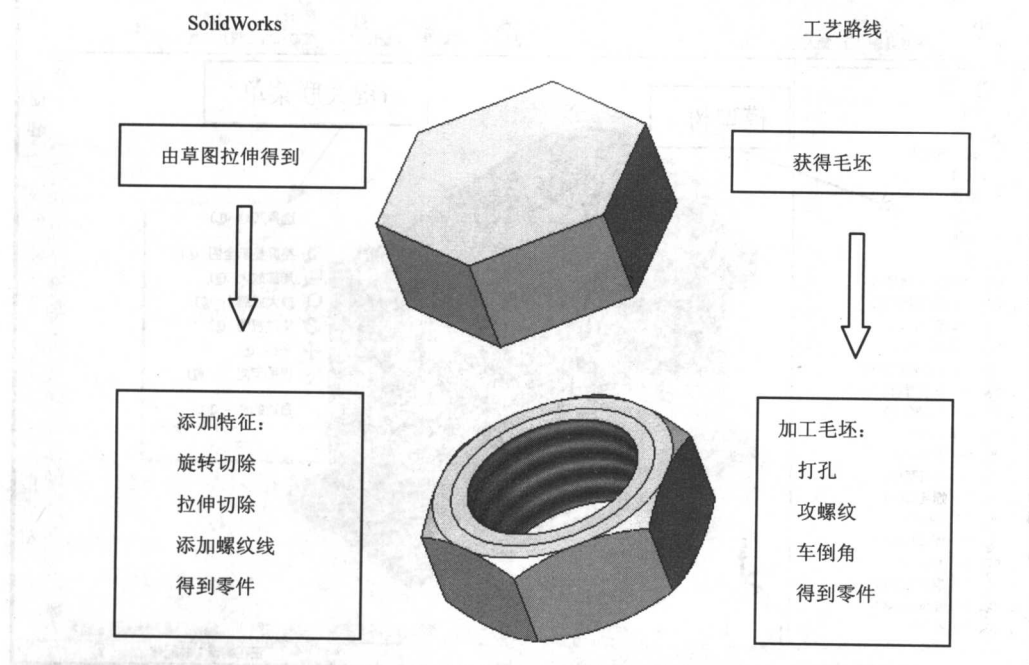 SolidWorks
工艺路线
由草图拉伸得到
获得毛坯
添加特征：
旋转切除
拉伸切除
添加螺纹线
得到零件
加工毛坯：
打孔
攻螺纹
车倒角
得到零件